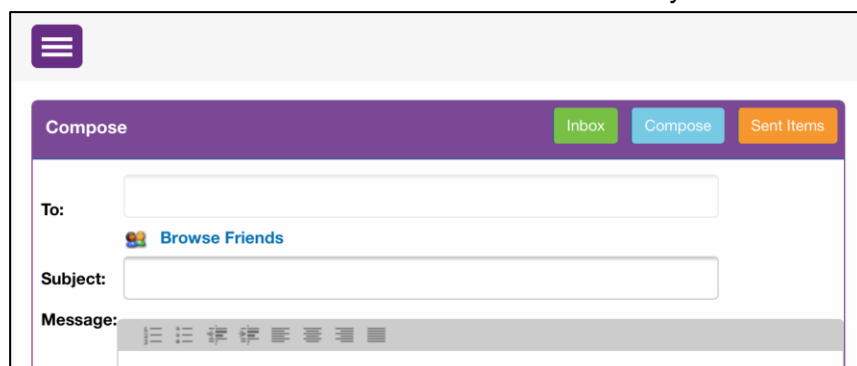 Compose Inbox Compose Sent Items
To:
Browse Friends
Subject:
Message: